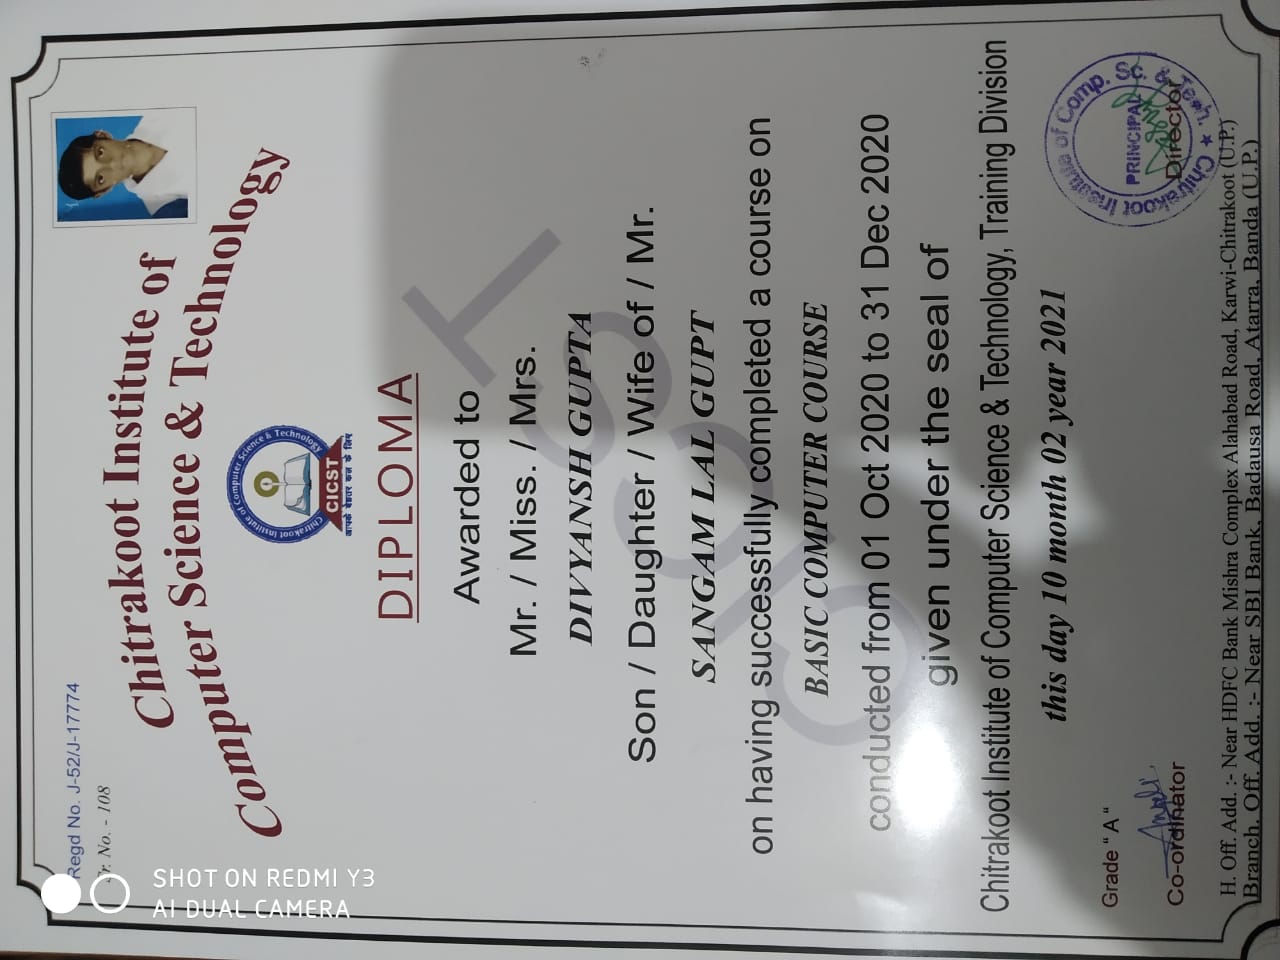 Regd No. J-52/J-17774
Sr. No. - 108
Chitrakoot Institute of
Computer Science & Technology
Chitrakoot Institute of Computer Science & Technology
CICST
आपके बेहतर कल के लिए
DIPLOMA
Awarded to
Mr. / Miss. / Mrs.
DIVYANSH GUPTA
Son / Daughter / Wife of / Mr.
SANGAM LAL GUPT
on having successfully completed a course on
BASIC COMPUTER COURSE
conducted from 01 Oct 2020 to 31 Dec 2020
given under the seal of
Chitrakoot Institute of Computer Science & Technology, Training Division
this day 10 month 02 year 2021
CICST
Grade “ A “
Anjali
Co-ordinator
Chitrakoot Institute of Comp. Sc. & Tech.
PRINCIPAL
Director
H. Off. Add. :- Near HDFC Bank Mishra Complex Alahabad Road, Karwi-Chitrakoot (U.P.)
Branch. Off. Add. :- Near SBI Bank, Badausa Road, Atarra, Banda (U.P.)
SHOT ON REDMI Y3
AI DUAL CAMERA